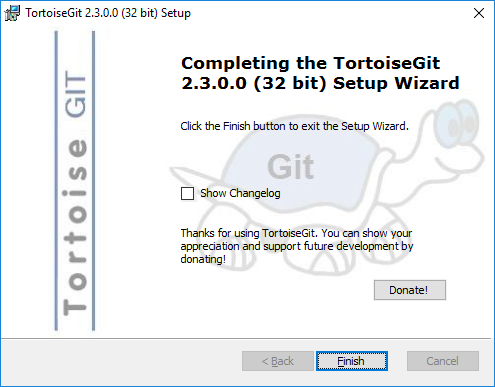 TortoiseGit 2.3.0.0 (32 bit) Setup
Tortoise GIT
Completing the TortoiseGit
2.3.0.0 (32 bit) Setup Wizard
Click the Finish button to exit the Setup Wizard.
Git
Show Changelog
Thanks for using TortoiseGit. You can show your
appreciation and support future development by
donating!
Donate!
< Back
Finish
Cancel